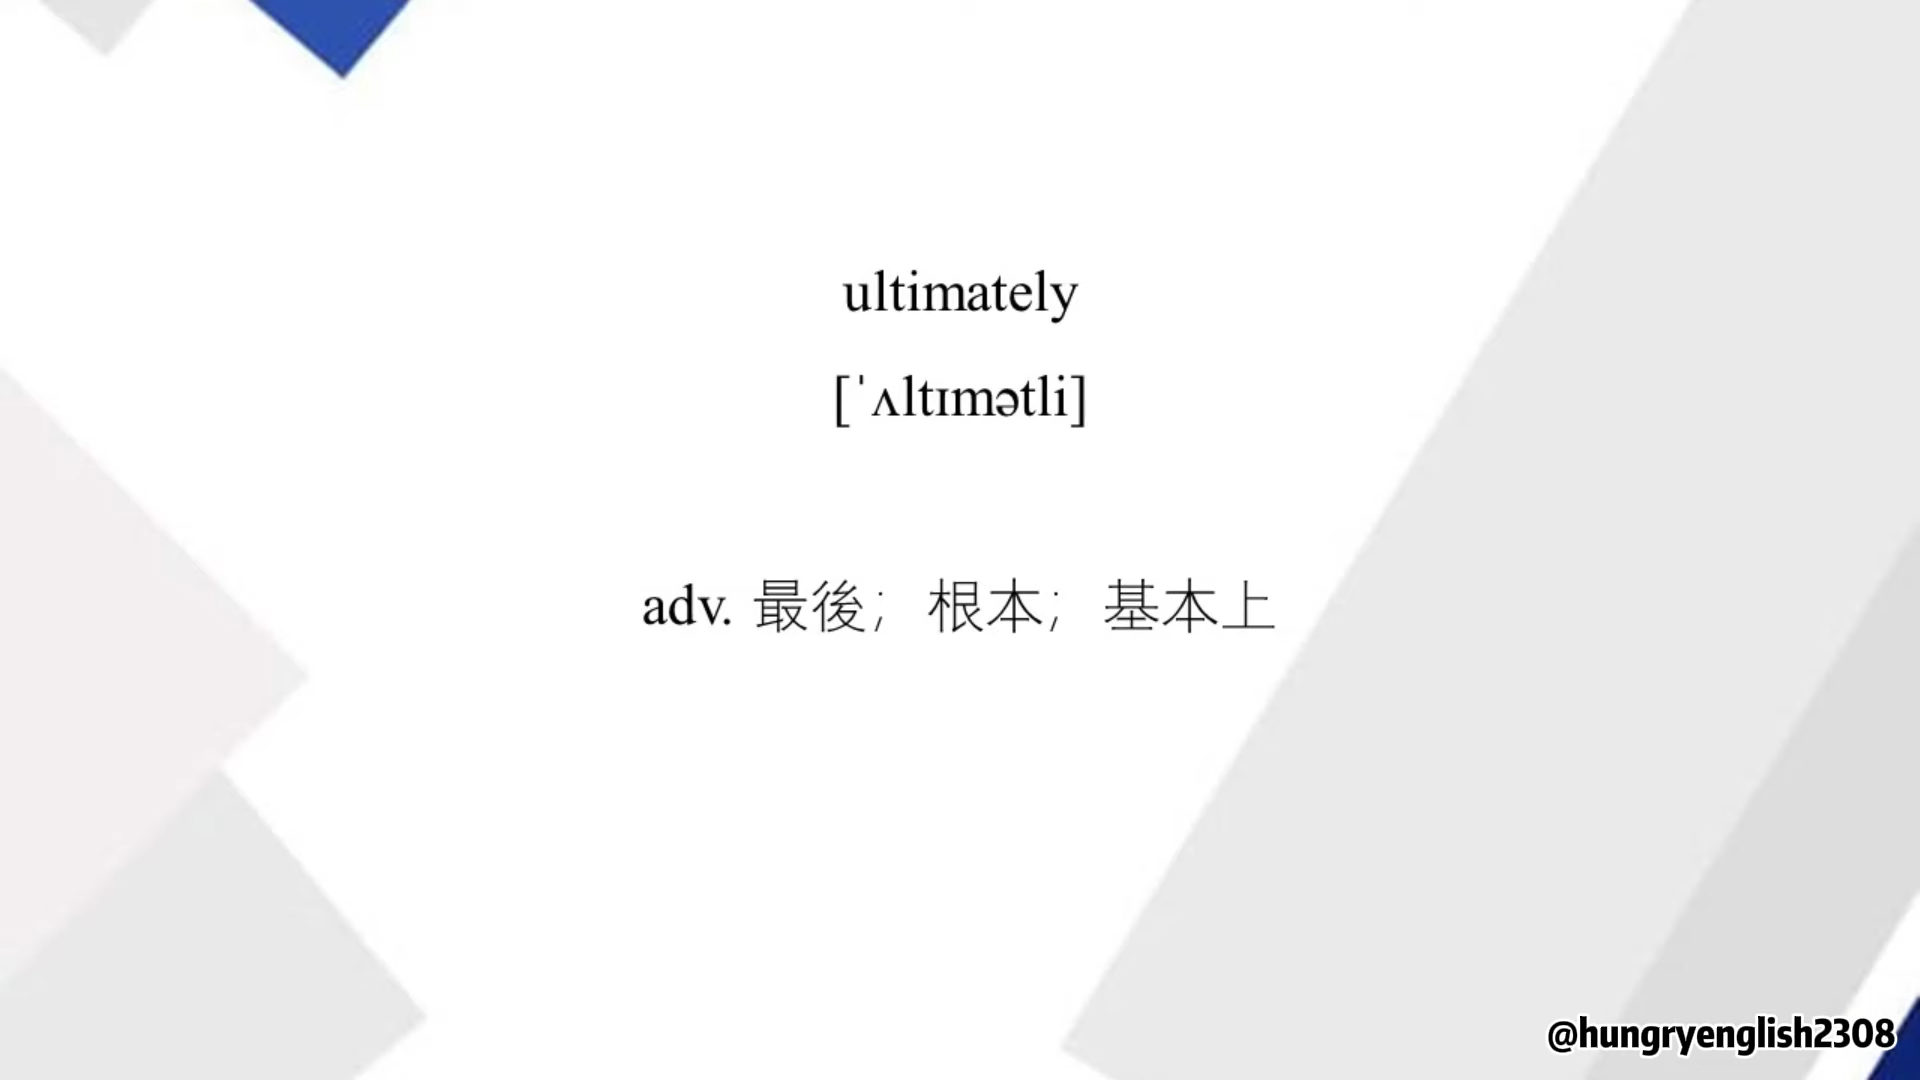 ultimately
[ˈʌltɪmətli]
adv. 最後；根本；基本上
@hungryenglish2308